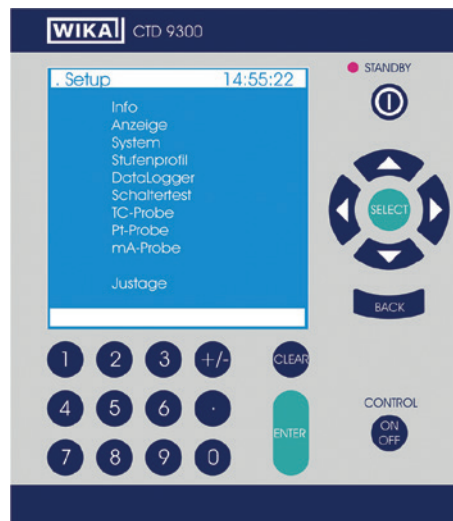 WIKA CTD 9300
. Setup 14:55:22
Info
Anzeige
System
Stufenprofil
DataLogger
Schaltertest
TC-Probe
Pt-Probe
mA-Probe
Justage
STANDBY
SELECT
BACK
1 2 3 +/- CLEAR
4 5 6 .
7 8 9 0
ENTER
CONTROL
ON
OFF